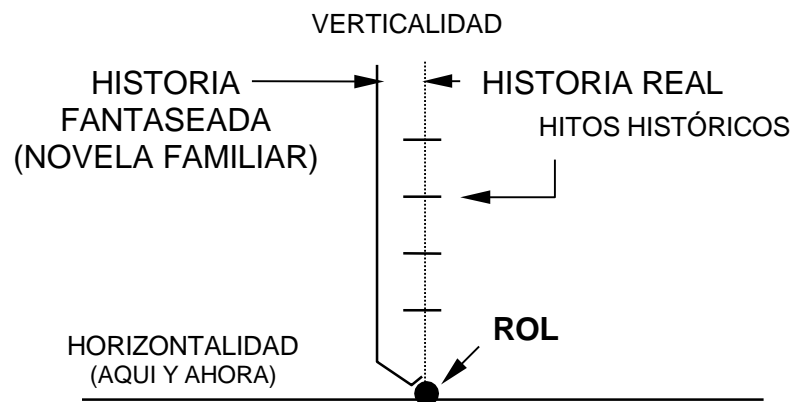 VERTICALIDAD
HISTORIA
FANTASEADA
(NOVELA FAMILIAR)
HISTORIA REAL
HITOS HISTÓRICOS
ROL
HORIZONTALIDAD
(AQUI Y AHORA)